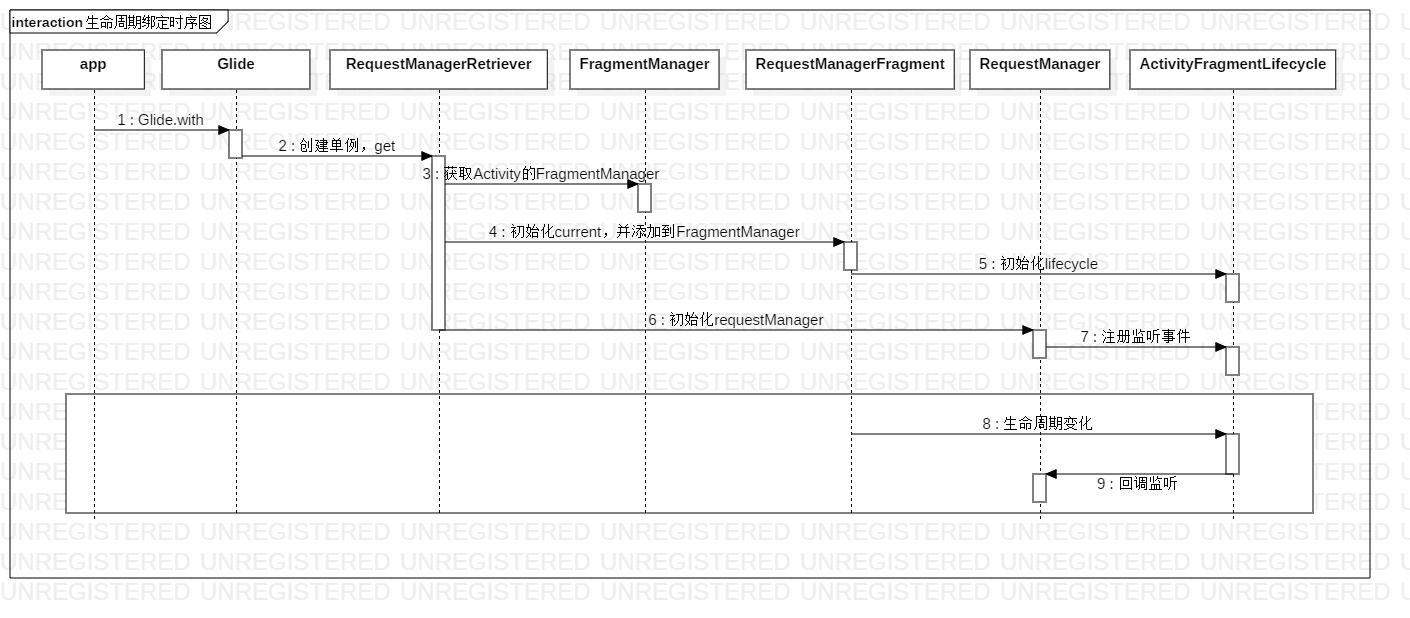 interaction 生命周期绑定时序图
app
Glide
RequestManagerRetriever
FragmentManager
RequestManagerFragment
RequestManager
ActivityFragmentLifecycle
1 : Glide.with
2 : 创建单例，get
3 : 获取Activity的FragmentManager
4 : 初始化current，并添加到FragmentManager
5 : 初始化lifecycle
6 : 初始化requestManager
7 : 注册监听事件
8 : 生命周期变化
9 : 回调监听
UNREGISTERED